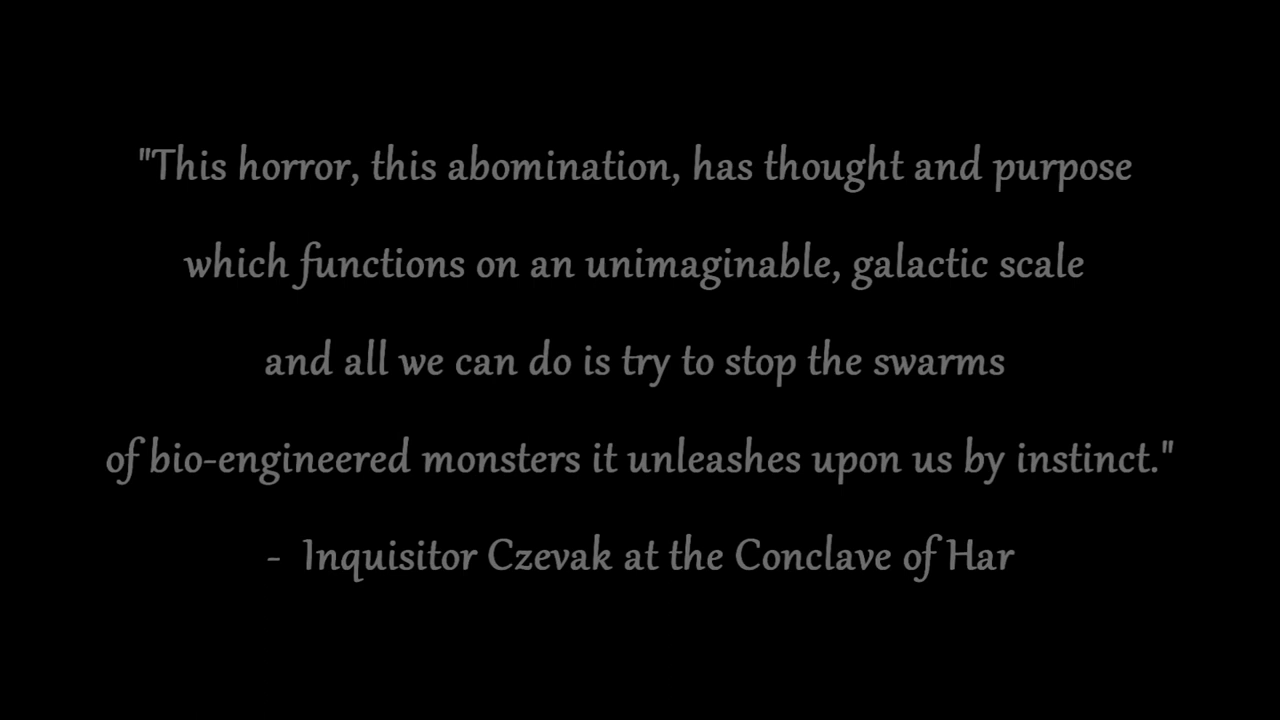 "This horror, this abomination, has thought and purpose
which functions on an unimaginable, galactic scale
and all we can do is try to stop the swarms
of bio-engineered monsters it unleashes upon us by instinct."
- Inquisitor Czevak at the Conclave of Har